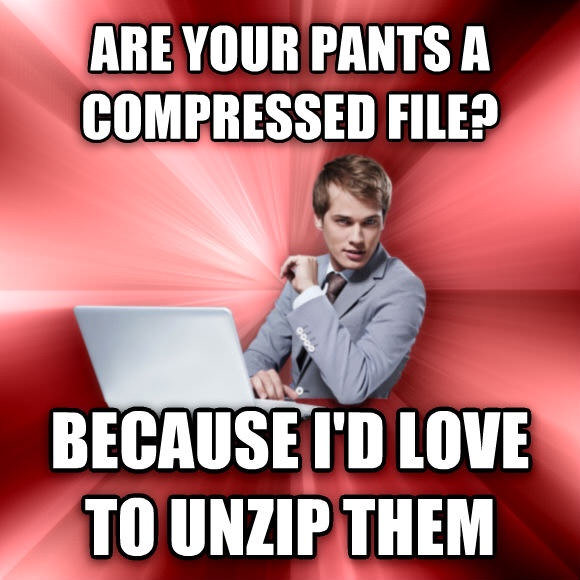 ARE YOUR PANTS A
COMPRESSED FILE?
BECAUSE I'D LOVE
TO UNZIP THEM